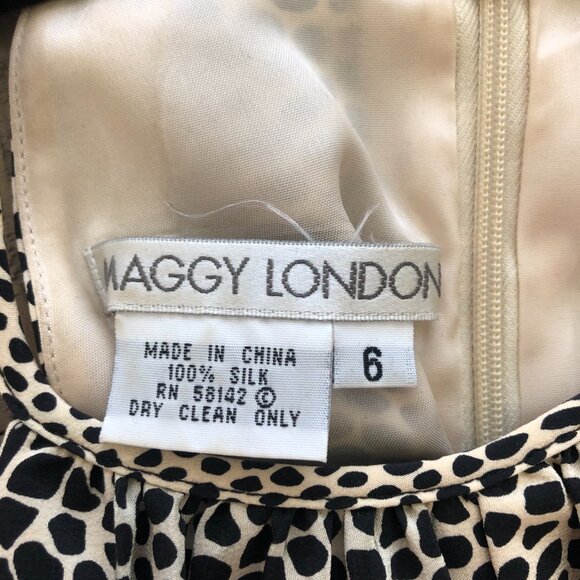 MAGGY LONDON
MADE IN CHINA
100% SILK
RN 58142 ©
DRY CLEAN ONLY
6